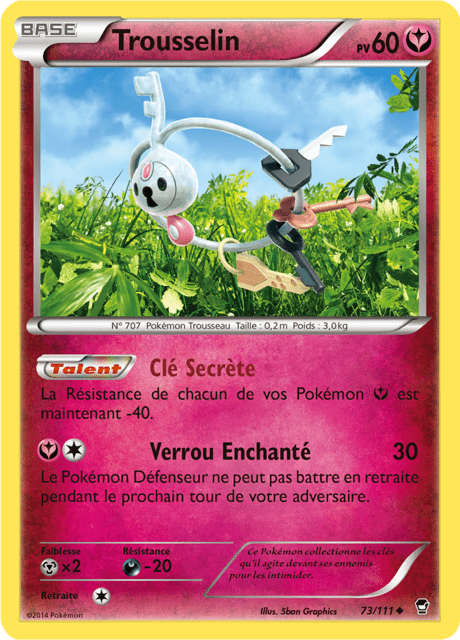 BASE Trousselin PV60
N° 707 Pokémon Trousseau Taille : 0,2m Poids : 3,0kg
Talent Clé Secrète
La Résistance de chacun de vos Pokémon est
maintenant -40.
Verrou Enchanté 30
Le Pokémon Défenseur ne peut pas battre en retraite
pendant le prochain tour de votre adversaire.
Faiblesse Résistance
×2 -20
Retraite
Ce Pokémon collectionne les clés
qu'il agite devant ses ennemis
pour les intimider.
©2014 Pokémon Illus. 5ban Graphics 73/111